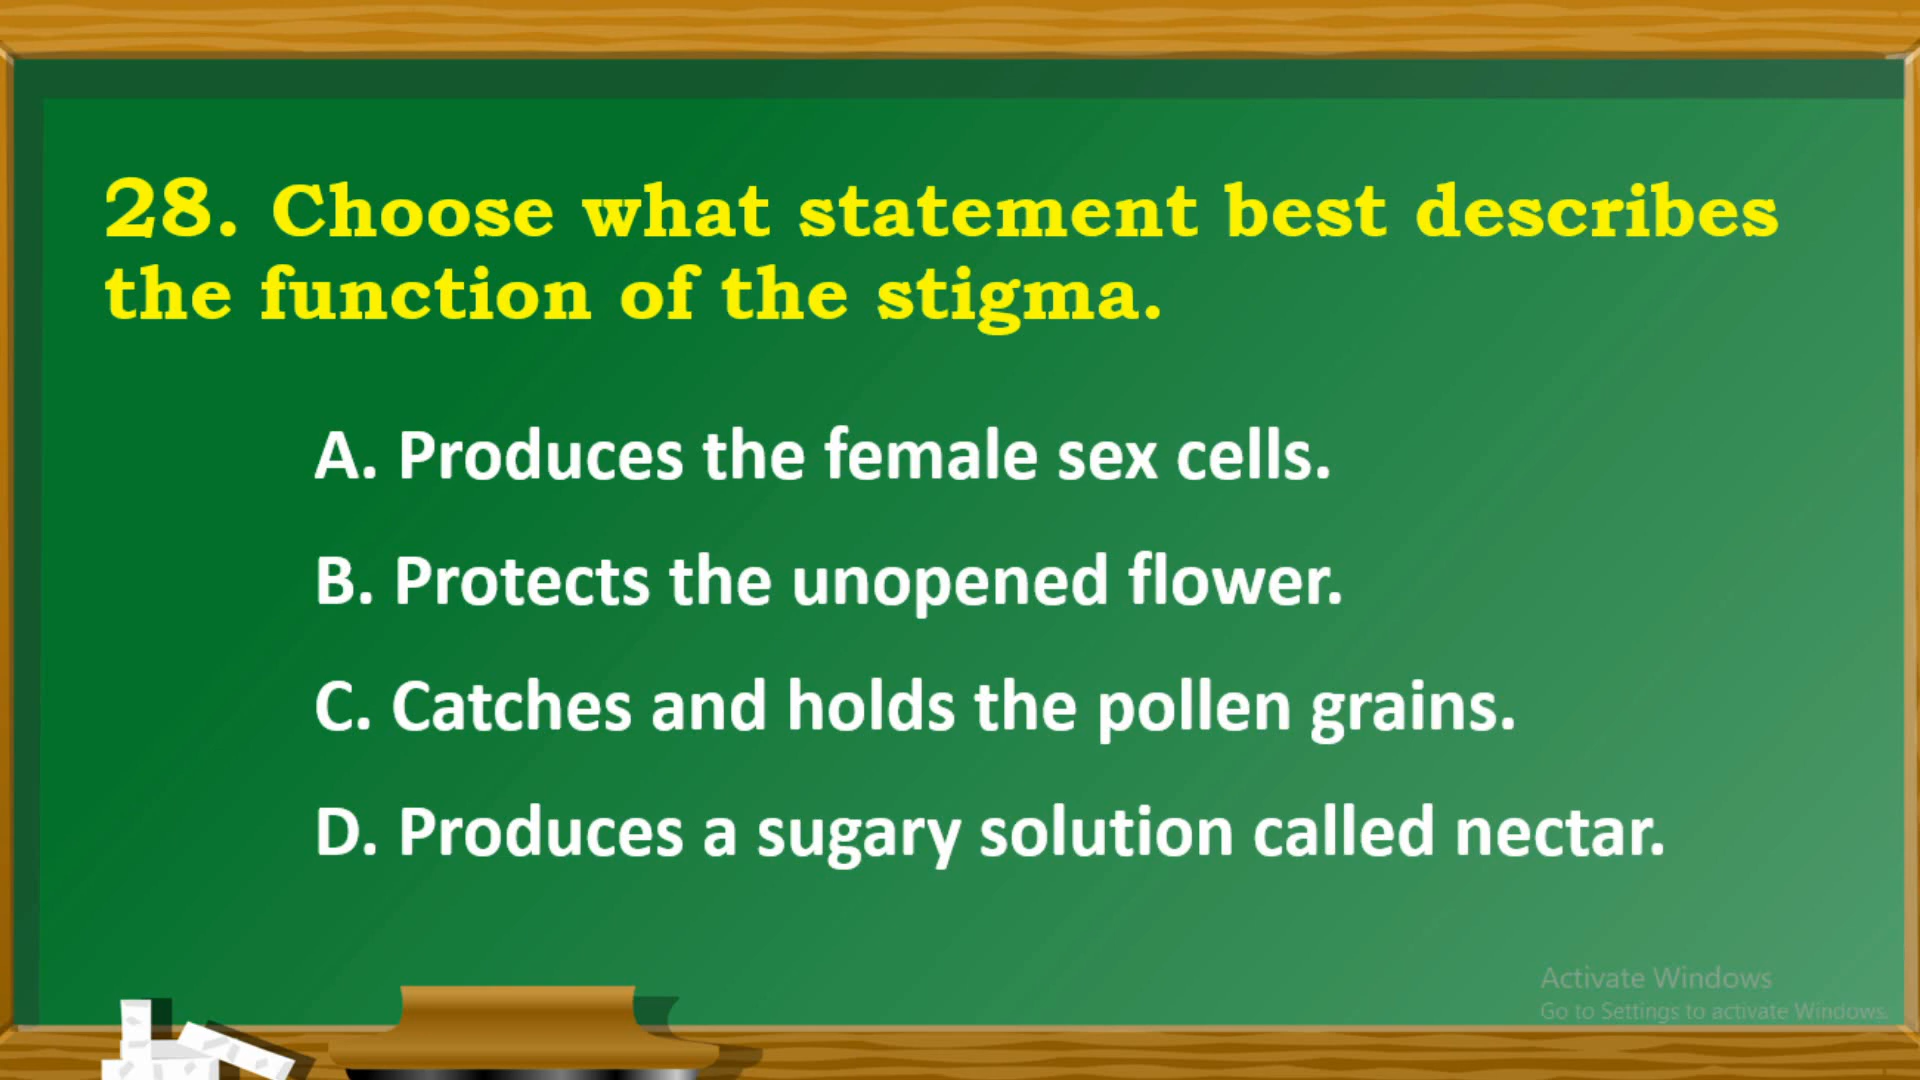 28. Choose what statement best describes
the function of the stigma.
A. Produces the female sex cells.
B. Protects the unopened flower.
C. Catches and holds the pollen grains.
D. Produces a sugary solution called nectar.
Activate Windows
Go to Settings to activate Windows.